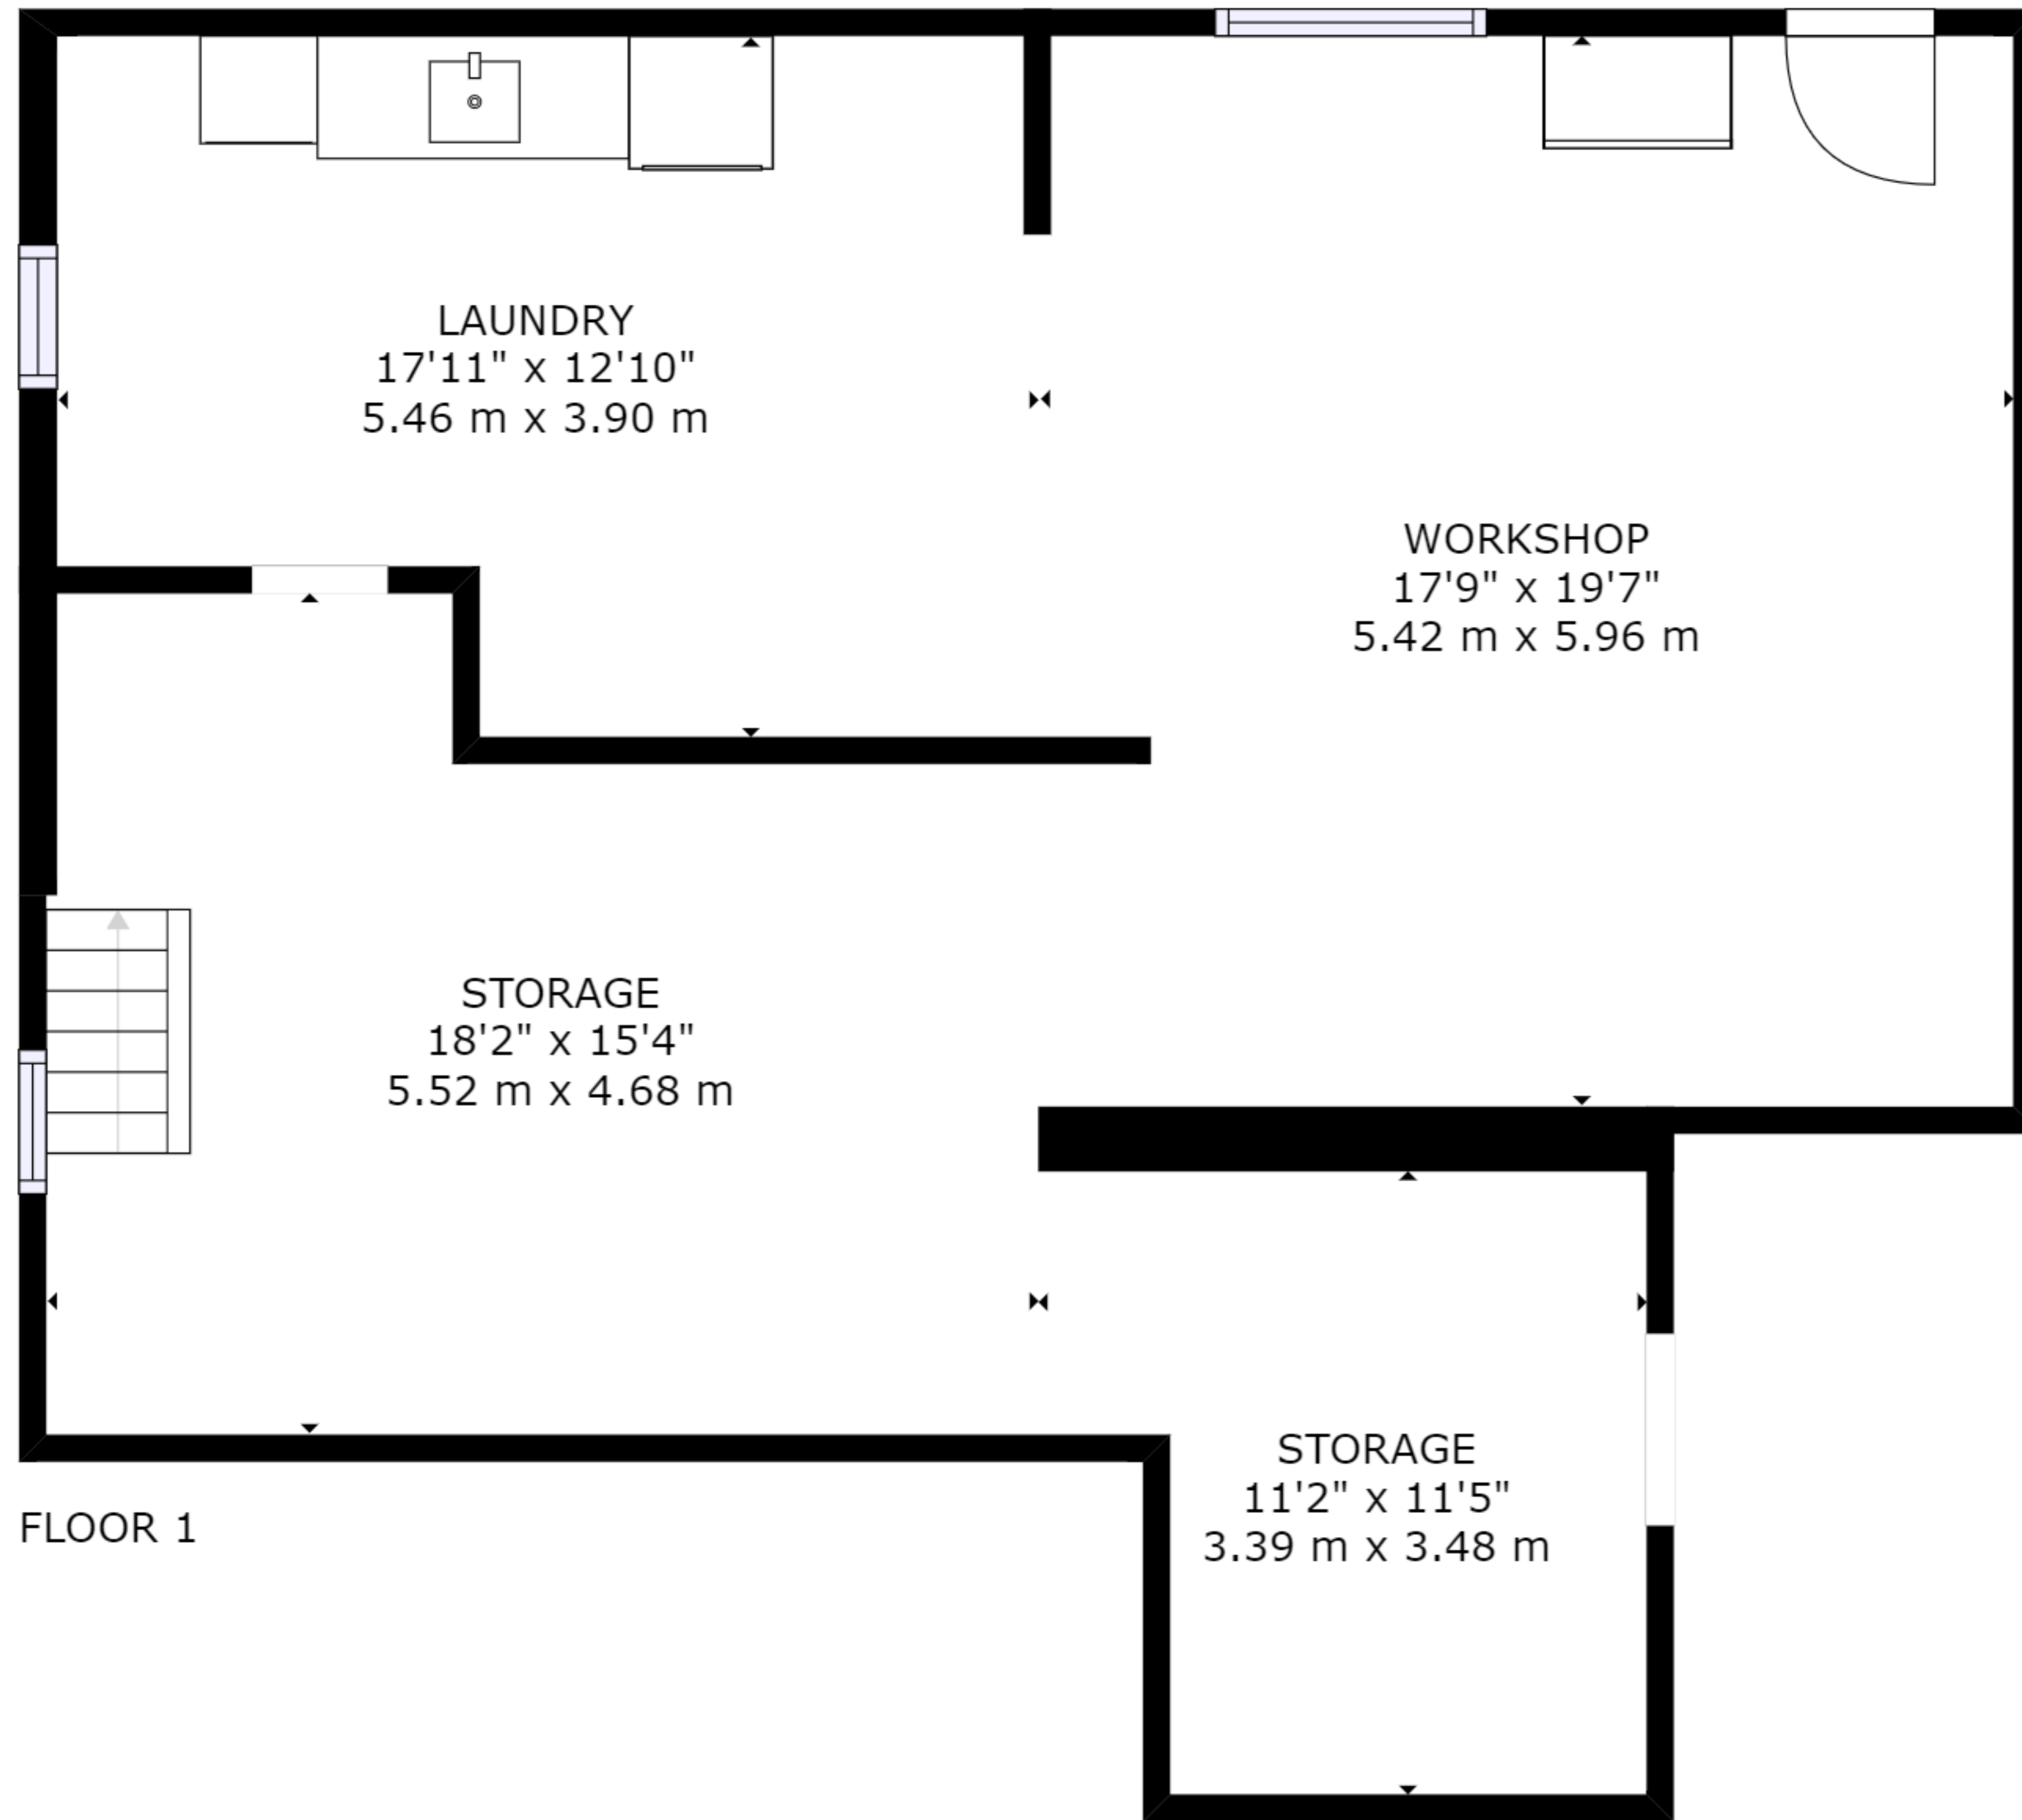 LAUNDRY
17'11" x 12'10"
5.46 m x 3.90 m
WORKSHOP
17'9" x 19'7"
5.42 m x 5.96 m
STORAGE
18'2" x 15'4"
5.52 m x 4.68 m
STORAGE
11'2" x 11'5"
3.39 m x 3.48 m
FLOOR 1